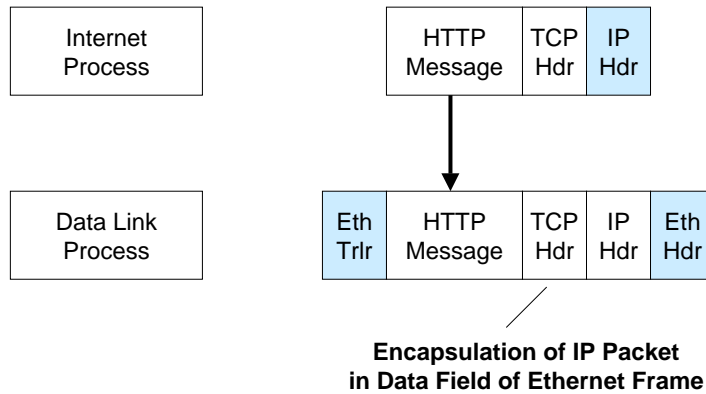 Internet
Process
HTTP
Message
TCP
Hdr
IP
Hdr
Data Link
Process
Eth
Trlr
HTTP
Message
TCP
Hdr
IP
Hdr
Eth
Hdr
Encapsulation of IP Packet
in Data Field of Ethernet Frame